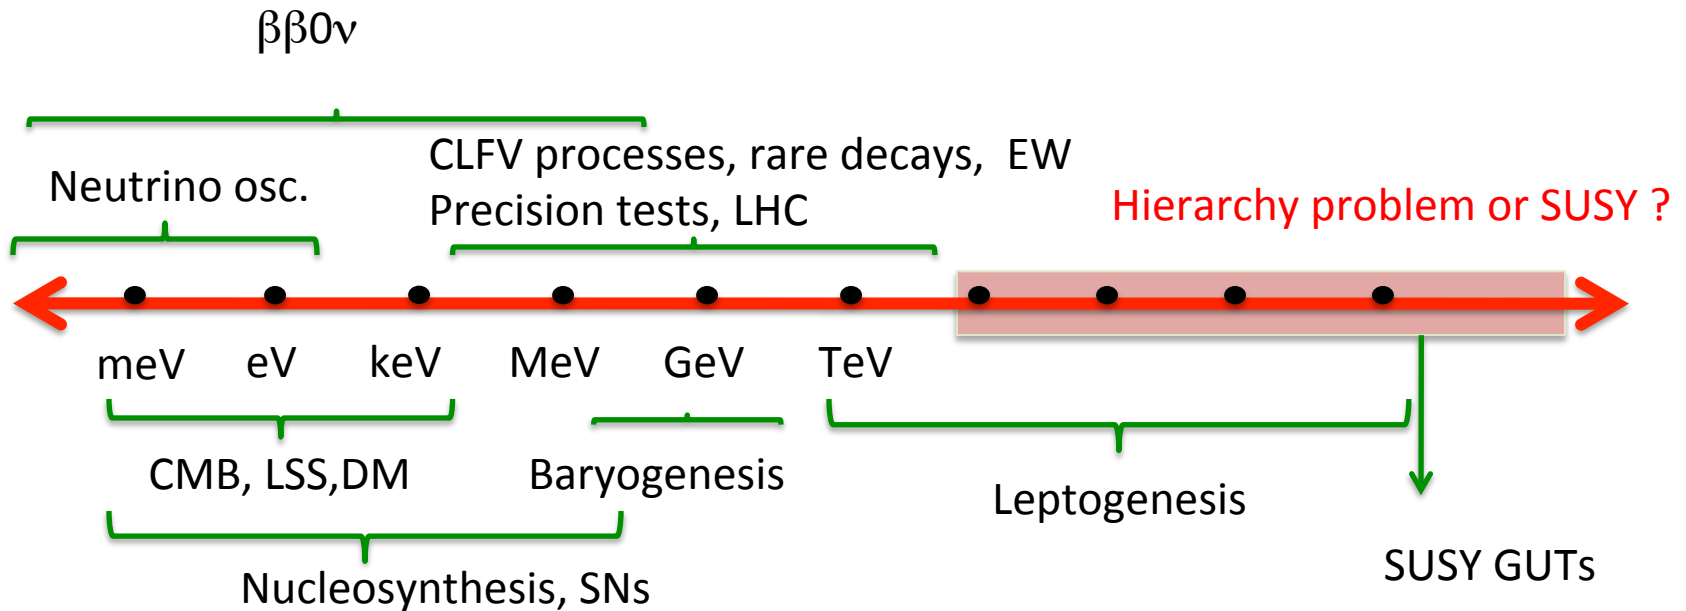 ββ0ν
CLFV processes, rare decays, EW
Neutrino osc.
Precision tests, LHC
Hierarchy problem or SUSY ?
meV eV keV MeV GeV TeV
CMB, LSS,DM
Baryogenesis
Leptogenesis
SUSY GUTs
Nucleosynthesis, SNs